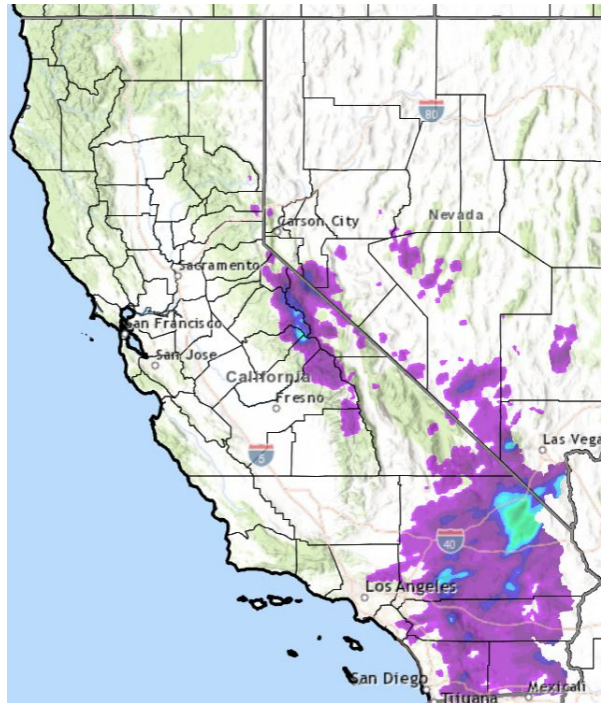 80
Carson City
Nevada
Sacramento
San Francisco
San Jose
California
Fresno
5
Las Vega
40
Los Angeles
San Diego
Mexicali
Tijuana